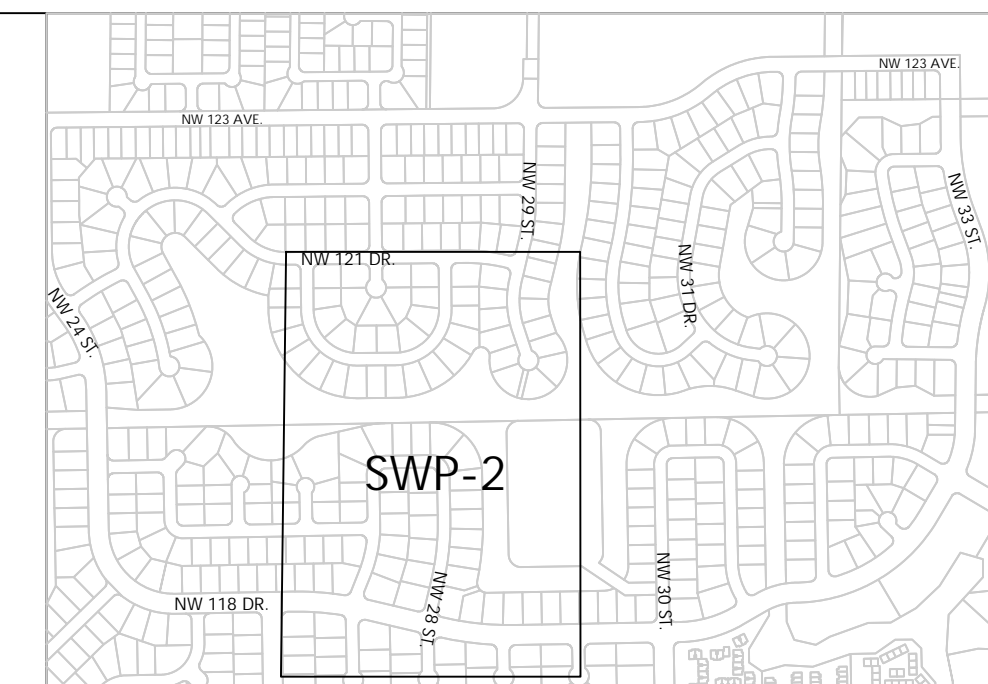 NW 123 AVE.
NW 123 AVE.
NW 29 ST.
NW 33 ST.
NW 121 DR.
NW 31 DR.
NW 24 ST.
SWP-2
NW 30 ST.
NW 28 ST.
NW 118 DR.